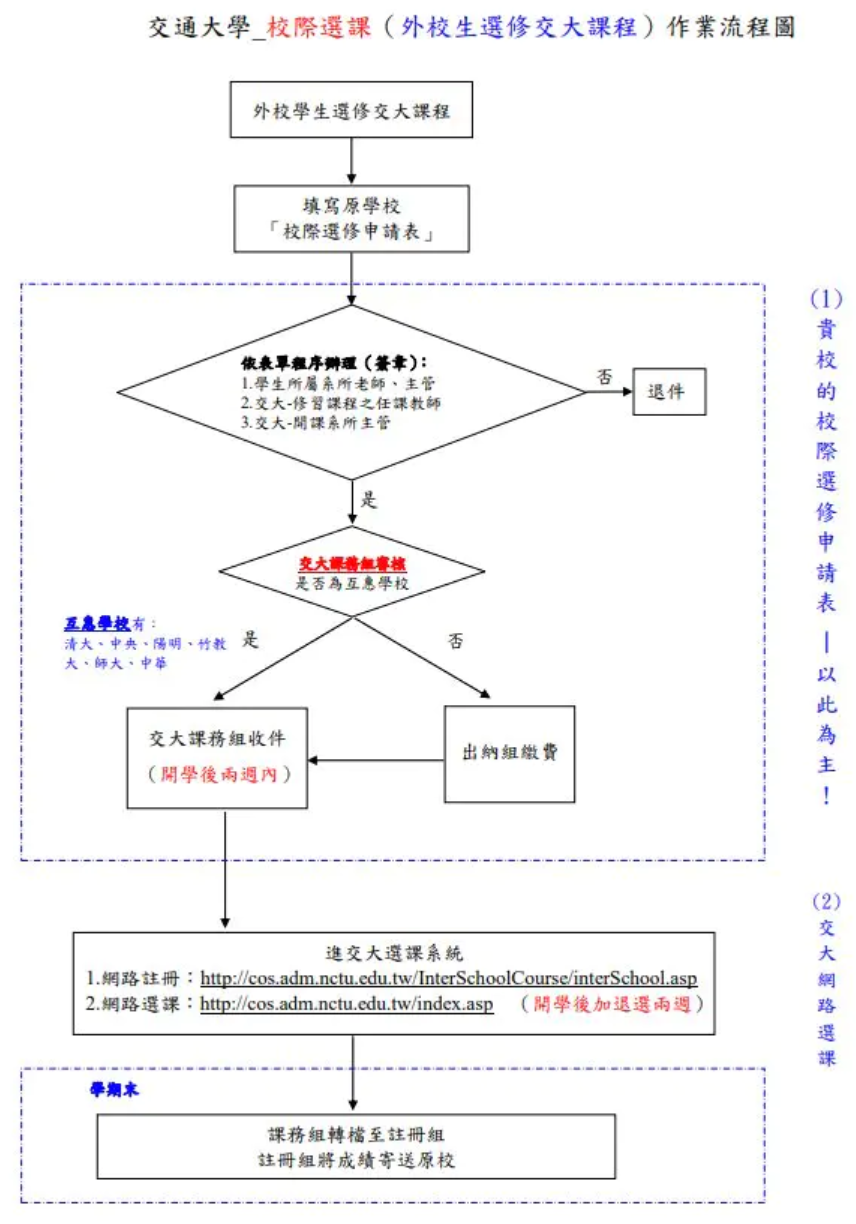 交通大學_校際選課（外校生選修交大課程）作業流程圖
外校學生選修交大課程
填寫原學校
「校際選修申請表」
依表單程序辦理（簽章）：
1.學生所屬系所老師、主管
2.交大-修習課程之任課教師
3.交大-開課系所主管
否
退件
是
交大課務組審核
是否為互惠學校
互惠學校有：
清大、中央、陽明、竹教
大、師大、中華
是
否
交大課務組收件
（開學後兩週內）
出納組繳費
(1)貴校的校際選修申請表｜以此為主！
進交大選課系統
1.網路註冊：http://cos.adm.nctu.edu.tw/InterSchoolCourse/interSchool.asp
2.網路選課：http://cos.adm.nctu.edu.tw/index.asp （開學後加退選兩週）
(2)交大網路選課
學期末
課務組轉檔至註冊組
註冊組將成績寄送原校